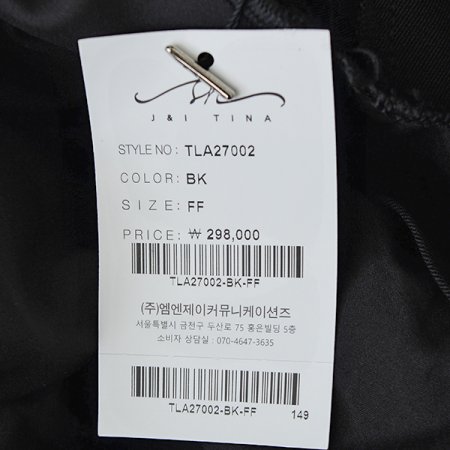 J & I TINA
STYLE NO : TLA27002
COLOR : BK
SIZE : FF
PRICE : ₩ 298,000
TLA27002-BK-FF
(주)엠엔제이커뮤니케이션즈
서울특별시 금천구 두산로 75 홍은빌딩 5층
소비자 상담실 : 070-4647-3635
TLA27002-BK-FF
149